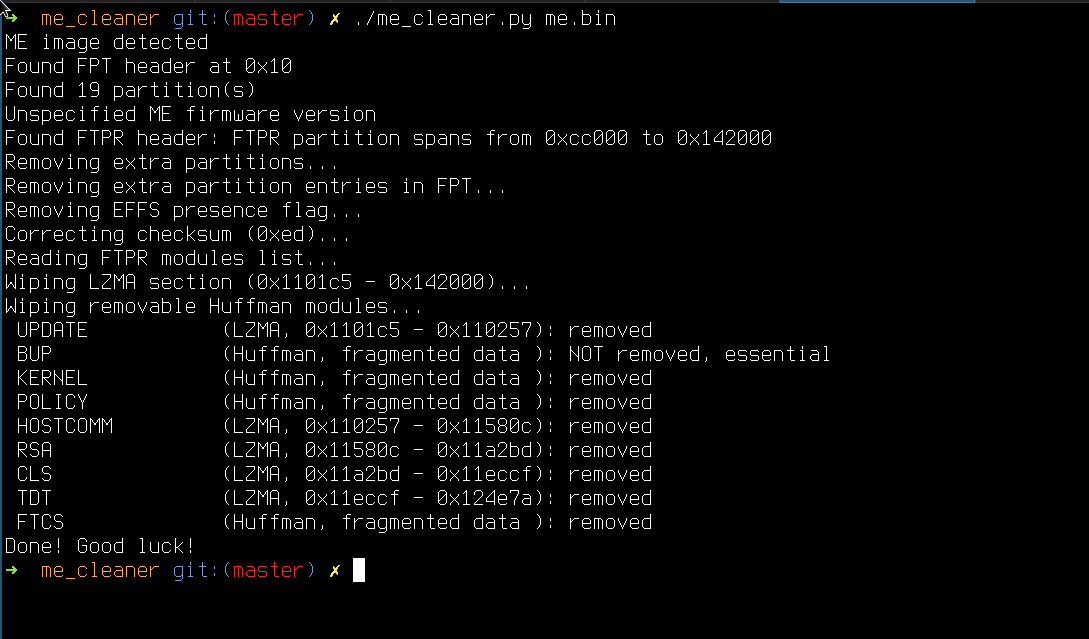 ➜  me_cleaner git:(master) ✗ ./me_cleaner.py me.bin
ME image detected
Found FPT header at 0x10
Found 19 partition(s)
Unspecified ME firmware version
Found FTPR header: FTPR partition spans from 0xcc000 to 0x142000
Removing extra partitions...
Removing extra partition entries in FPT...
Removing EFFS presence flag...
Correcting checksum (0xed)...
Reading FTPR modules list...
Wiping LZMA section (0x1101c5 - 0x142000)...
Wiping removable Huffman modules...
 UPDATE           (LZMA, 0x1101c5 - 0x110257): removed
 BUP              (Huffman, fragmented data ): NOT removed, essential
 KERNEL           (Huffman, fragmented data ): removed
 POLICY           (Huffman, fragmented data ): removed
 HOSTCOMM         (LZMA, 0x110257 - 0x11580c): removed
 RSA              (LZMA, 0x11580c - 0x11a2bd): removed
 CLS              (LZMA, 0x11a2bd - 0x11eccf): removed
 TDT              (LZMA, 0x11eccf - 0x124e7a): removed
 FTCS             (Huffman, fragmented data ): removed
Done! Good luck!
➜  me_cleaner git:(master) ✗